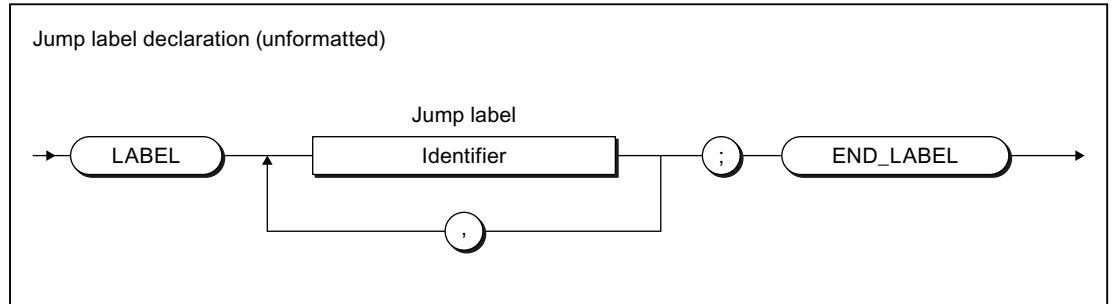 Jump label declaration (unformatted)
Jump label
LABEL
Identifier
;
END_LABEL
,